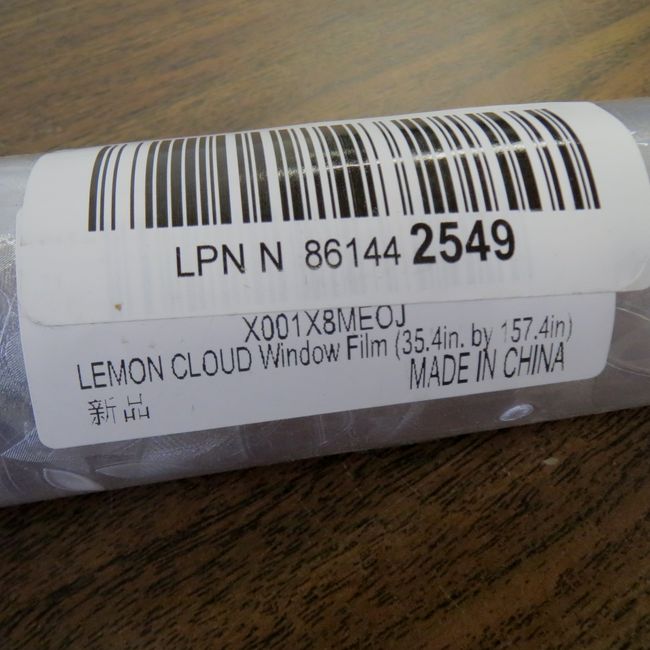 LPN N 86144 2549
X001X8MEOJ
LEMON CLOUD Window Film (35.4in. by 157.4in)
MADE IN CHINA
新品